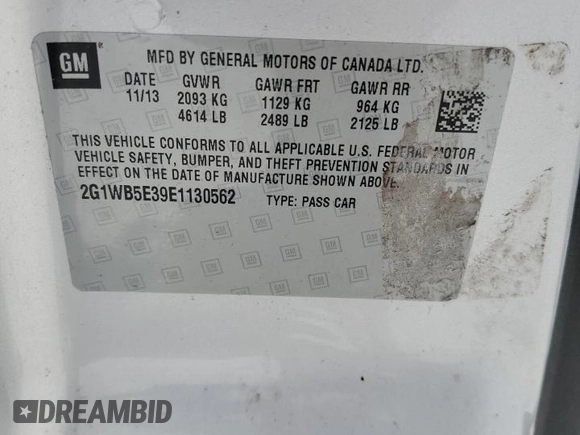 GM
MFD BY GENERAL MOTORS OF CANADA LTD.
DATE GVWR GAWR FRT GAWR RR
11/13 2093 KG 1129 KG 964 KG
4614 LB 2489 LB 2125 LB
THIS VEHICLE CONFORMS TO ALL APPLICABLE U.S. FEDERAL MOTOR
VEHICLE SAFETY, BUMPER, AND THEFT PREVENTION STANDARDS IN
EFFECT ON THE DATE OF MANUFACTURE SHOWN ABOVE.
2G1WB5E39E1130562 TYPE: PASS CAR
DREAMBID